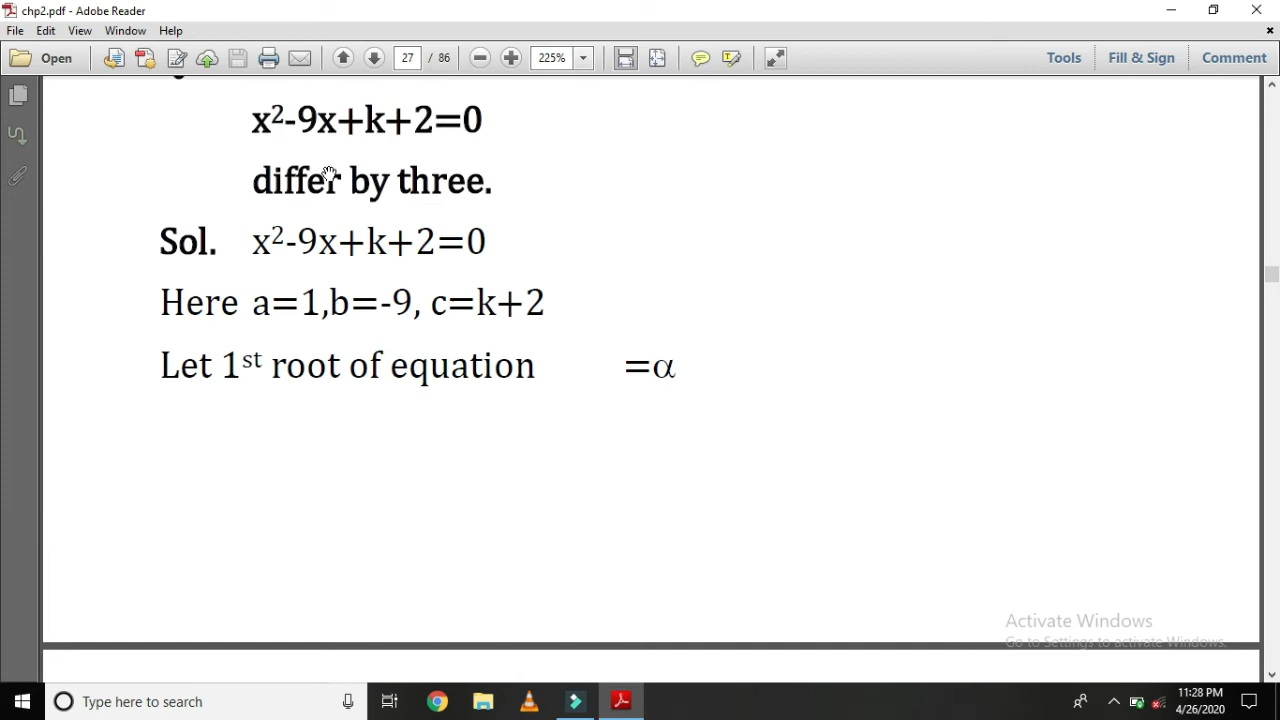 chp2.pdf - Adobe Reader
File Edit View Window Help
Open 27 / 86 225% Tools Fill & Sign Comment
x²-9x+k+2=0
differ by three.
Sol. x²-9x+k+2=0
Here a=1,b=-9, c=k+2
Let 1ˢᵗ root of equation =α
Activate Windows
Go to Settings to activate Windows.
Type here to search
11:28 PM
4/26/2020